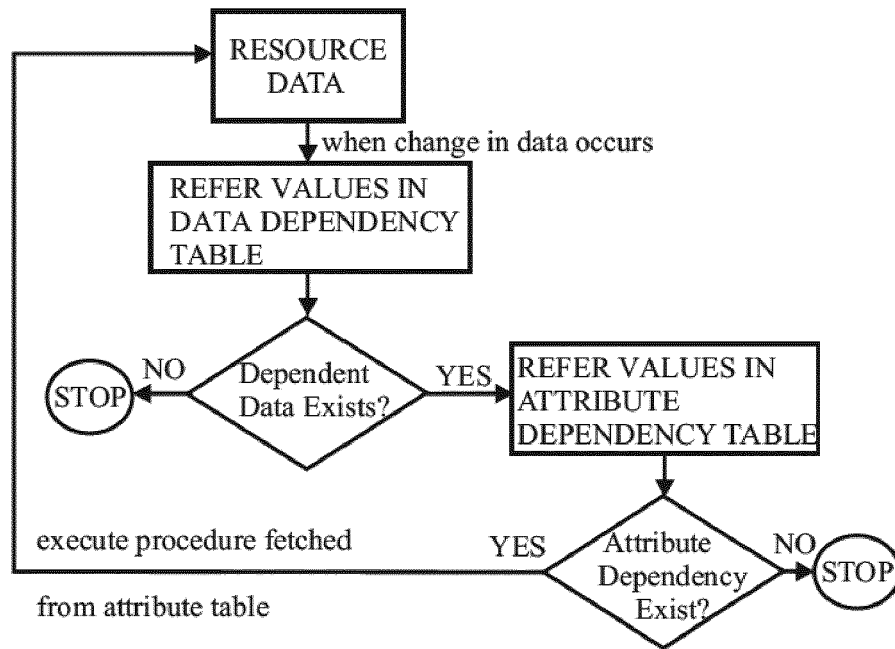 RESOURCE
DATA
when change in data occurs
REFER VALUES IN
DATA DEPENDENCY
TABLE
Dependent
Data Exists?
NO
STOP
YES
REFER VALUES IN
ATTRIBUTE
DEPENDENCY TABLE
Attribute
Dependency
Exist?
NO
STOP
YES
execute procedure fetched
from attribute table